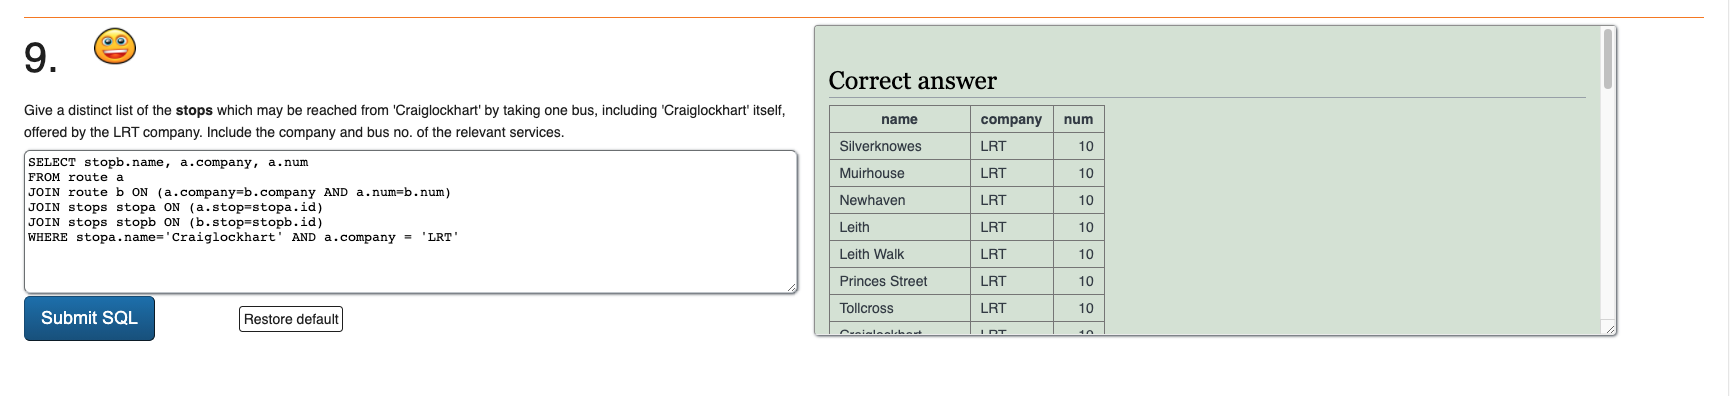 9.
Give a distinct list of the stops which may be reached from 'Craiglockhart' by taking one bus, including 'Craiglockhart' itself,
offered by the LRT company. Include the company and bus no. of the relevant services.
SELECT stopb.name, a.company, a.num
FROM route a
JOIN route b ON (a.company=b.company AND a.num=b.num)
JOIN stops stopa ON (a.stop=stopa.id)
JOIN stops stopb ON (b.stop=stopb.id)
WHERE stopa.name='Craiglockhart' AND a.company = 'LRT'
Submit SQL
Restore default
Correct answer
name company num
Silverknowes LRT 10
Muirhouse LRT 10
Newhaven LRT 10
Leith LRT 10
Leith Walk LRT 10
Princes Street LRT 10
Tollcross LRT 10
Craiglockhart LRT 10